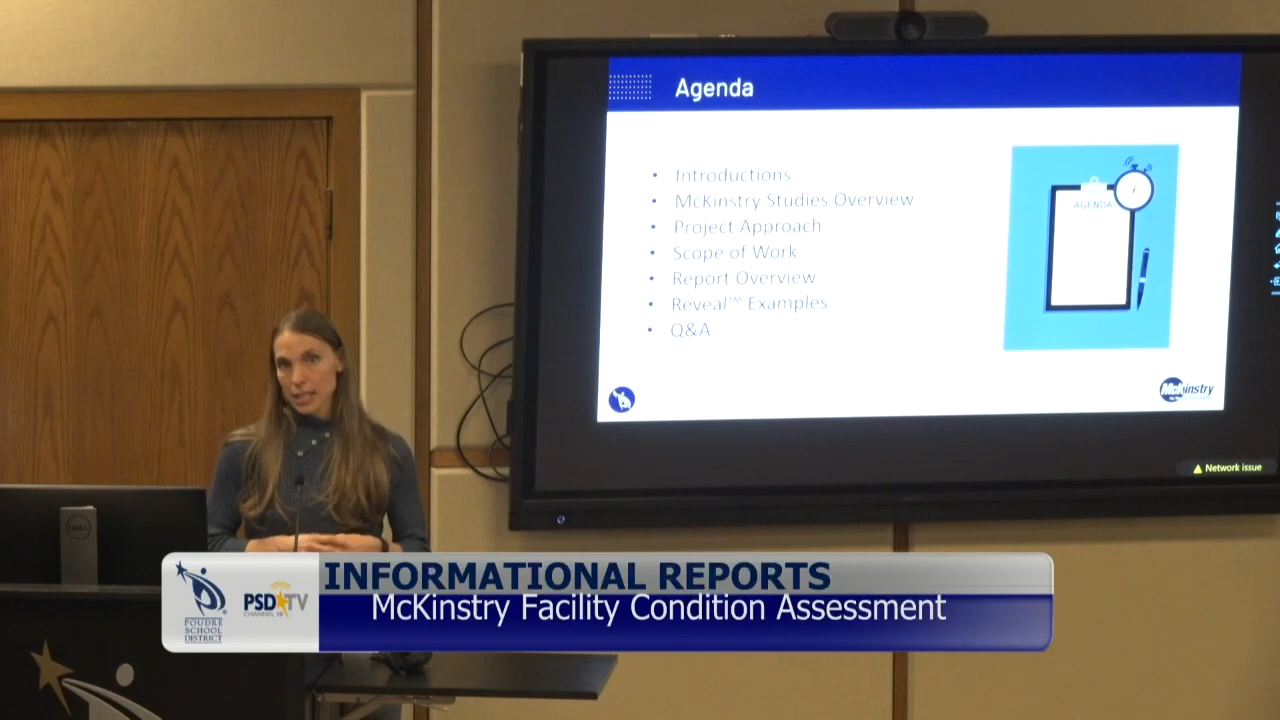 Agenda
• Introductions
• McKinstry Studies Overview
• Project Approach
• Scope of Work
• Report Overview
• Reveal™ Examples
• Q&A
AGENDA
McKinstry
Network issue
DELL
INFORMATIONAL REPORTS
McKinstry Facility Condition Assessment
POUDRE
SCHOOL
DISTRICT
PSD TV